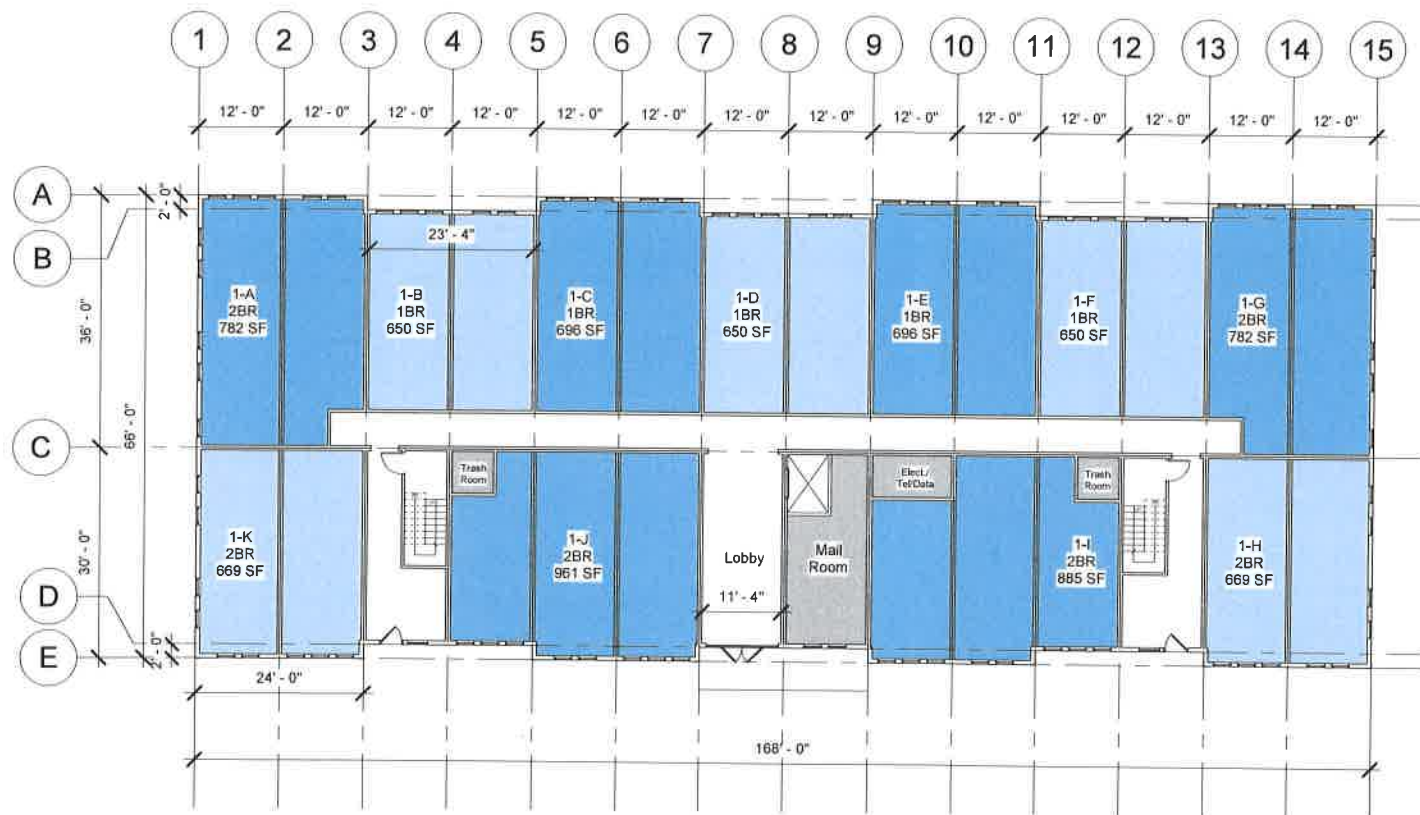 1 2 3 4 5 6 7 8 9 10 11 12 13 14 15
12' - 0" 12' - 0" 12' - 0" 12' - 0" 12' - 0" 12' - 0" 12' - 0" 12' - 0" 12' - 0" 12' - 0" 12' - 0" 12' - 0" 12' - 0" 12' - 0"
A
2' - 0"
B
23' - 4"
1-A
2BR
782 SF
1-B
1BR
650 SF
1-C
1BR
696 SF
1-D
1BR
650 SF
1-E
1BR
696 SF
1-F
1BR
650 SF
1-G
2BR
782 SF
36' - 0"
66' - 0"
C
Trash
Room
Elect./
Tel/Data
Trash
Room
1-K
2BR
669 SF
1-J
2BR
961 SF
Lobby
Mail
Room
1-I
2BR
885 SF
1-H
2BR
669 SF
30' - 0"
11' - 4"
D
2' - 0"
E
24' - 0"
168' - 0"